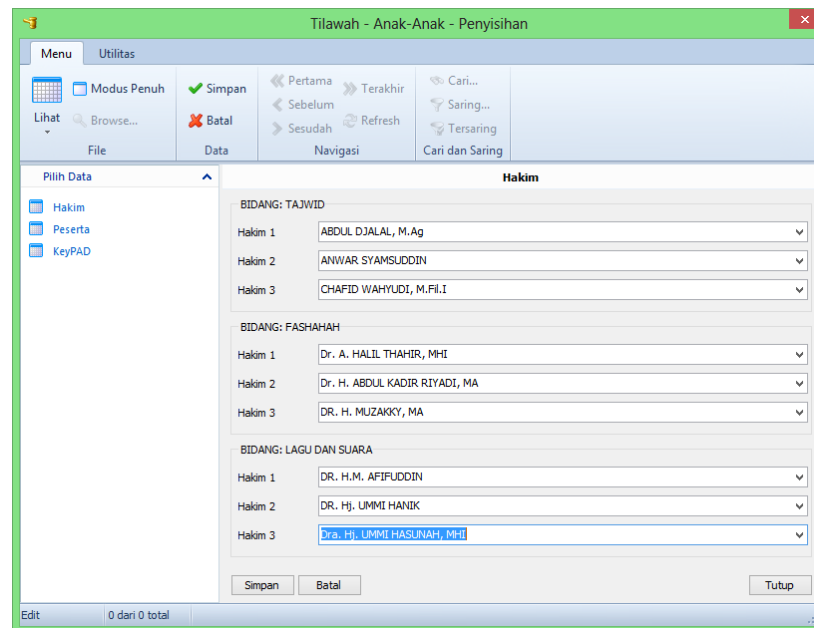 Tilawah - Anak-Anak - Penyisihan
Menu Utilitas
Lihat
Modus Penuh
Browse...
File
Simpan
Batal
Data
Pertama
Sebelum
Sesudah
Terakhir
Refresh
Navigasi
Cari...
Saring...
Tersaring
Cari dan Saring
Pilih Data
Hakim
Peserta
KeyPAD
Hakim
BIDANG: TAJWID
Hakim 1 ABDUL DJALAL, M.Ag
Hakim 2 ANWAR SYAMSUDDIN
Hakim 3 CHAFID WAHYUDI, M.Fil.I
BIDANG: FASHAHAH
Hakim 1 Dr. A. HALIL THAHIR, MHI
Hakim 2 Dr. H. ABDUL KADIR RIYADI, MA
Hakim 3 DR. H. MUZAKKY, MA
BIDANG: LAGU DAN SUARA
Hakim 1 DR. H.M. AFIFUDDIN
Hakim 2 DR. Hj. UMMI HANIK
Hakim 3 Dra. Hj. UMMI HASUNAH, MHI
Simpan Batal Tutup
Edit 0 dari 0 total